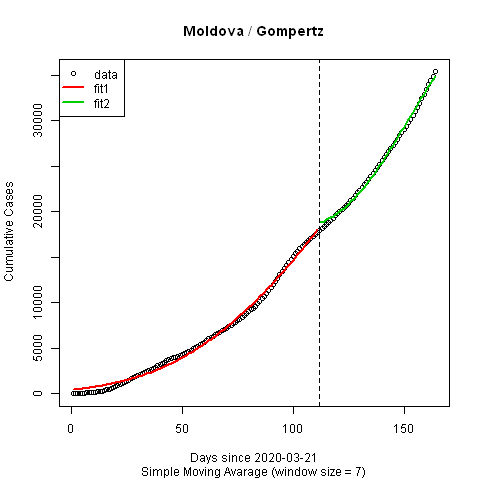 Moldova / Gompertz
data
fit1
fit2
Cumulative Cases
0
5000
10000
20000
30000
0
50
100
150
Days since 2020-03-21
Simple Moving Avarage (window size = 7)